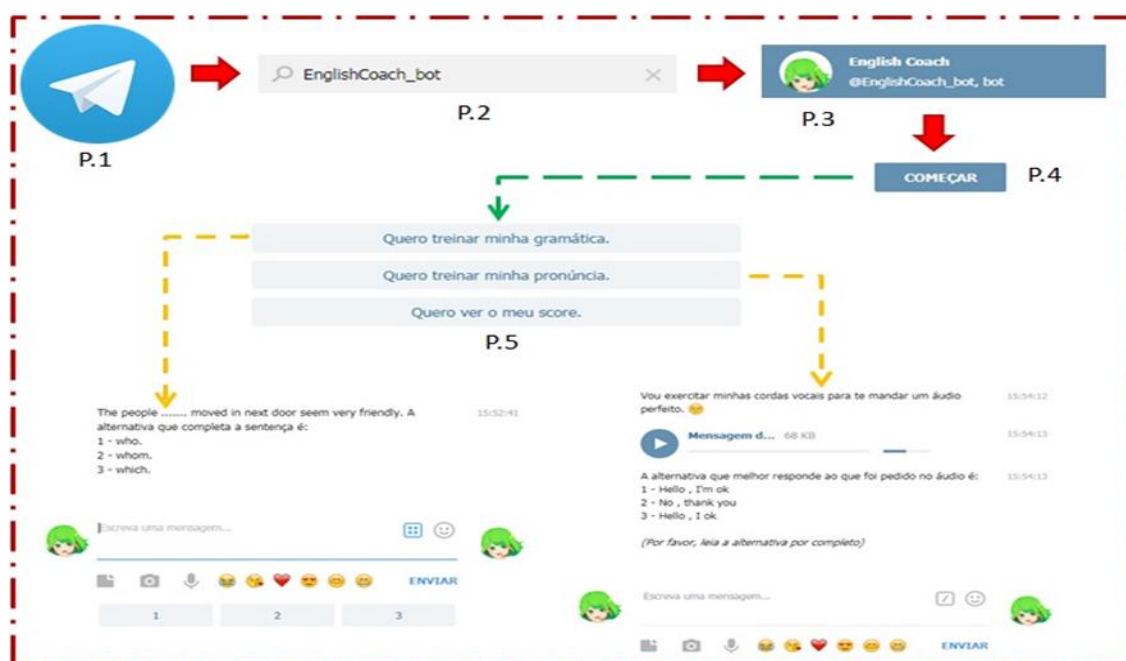 EnglishCoach_bot
English Coach
@EnglishCoach_bot, bot
P.1
P.2
P.3
COMEÇAR
P.4
Quero treinar minha gramática.
Quero treinar minha pronúncia.
Quero ver o meu score.
P.5
The people ....... moved in next door seem very friendly. A
alternativa que completa a sentença é:
1 - who.
2 - whom.
3 - which.
15:52:41
Escreva uma mensagem...
ENVIAR
1
2
3
Vou exercitar minhas cordas vocais para te mandar um áudio
perfeito.
15:54:12
Mensagem d... 68 KB
15:54:13
A alternativa que melhor responde ao que foi pedido no áudio é:
15:54:13
1 - Hello , I'm ok
2 - No , thank you
3 - Hello , I ok
(Por favor, leia a alternativa por completo)
Escreva uma mensagem...
ENVIAR